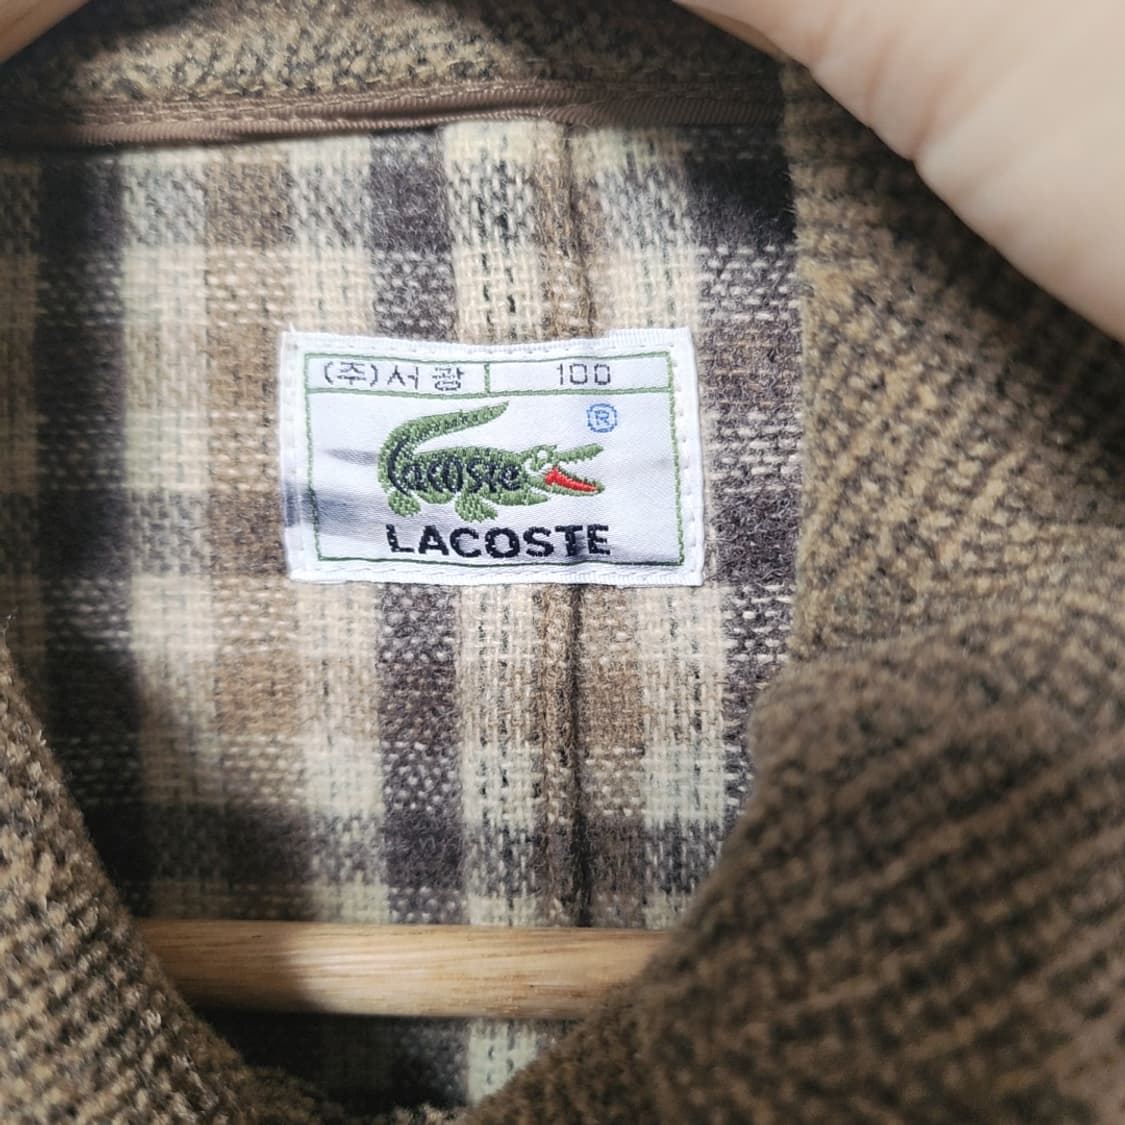 (주)서광 100
®
Lacoste
LACOSTE